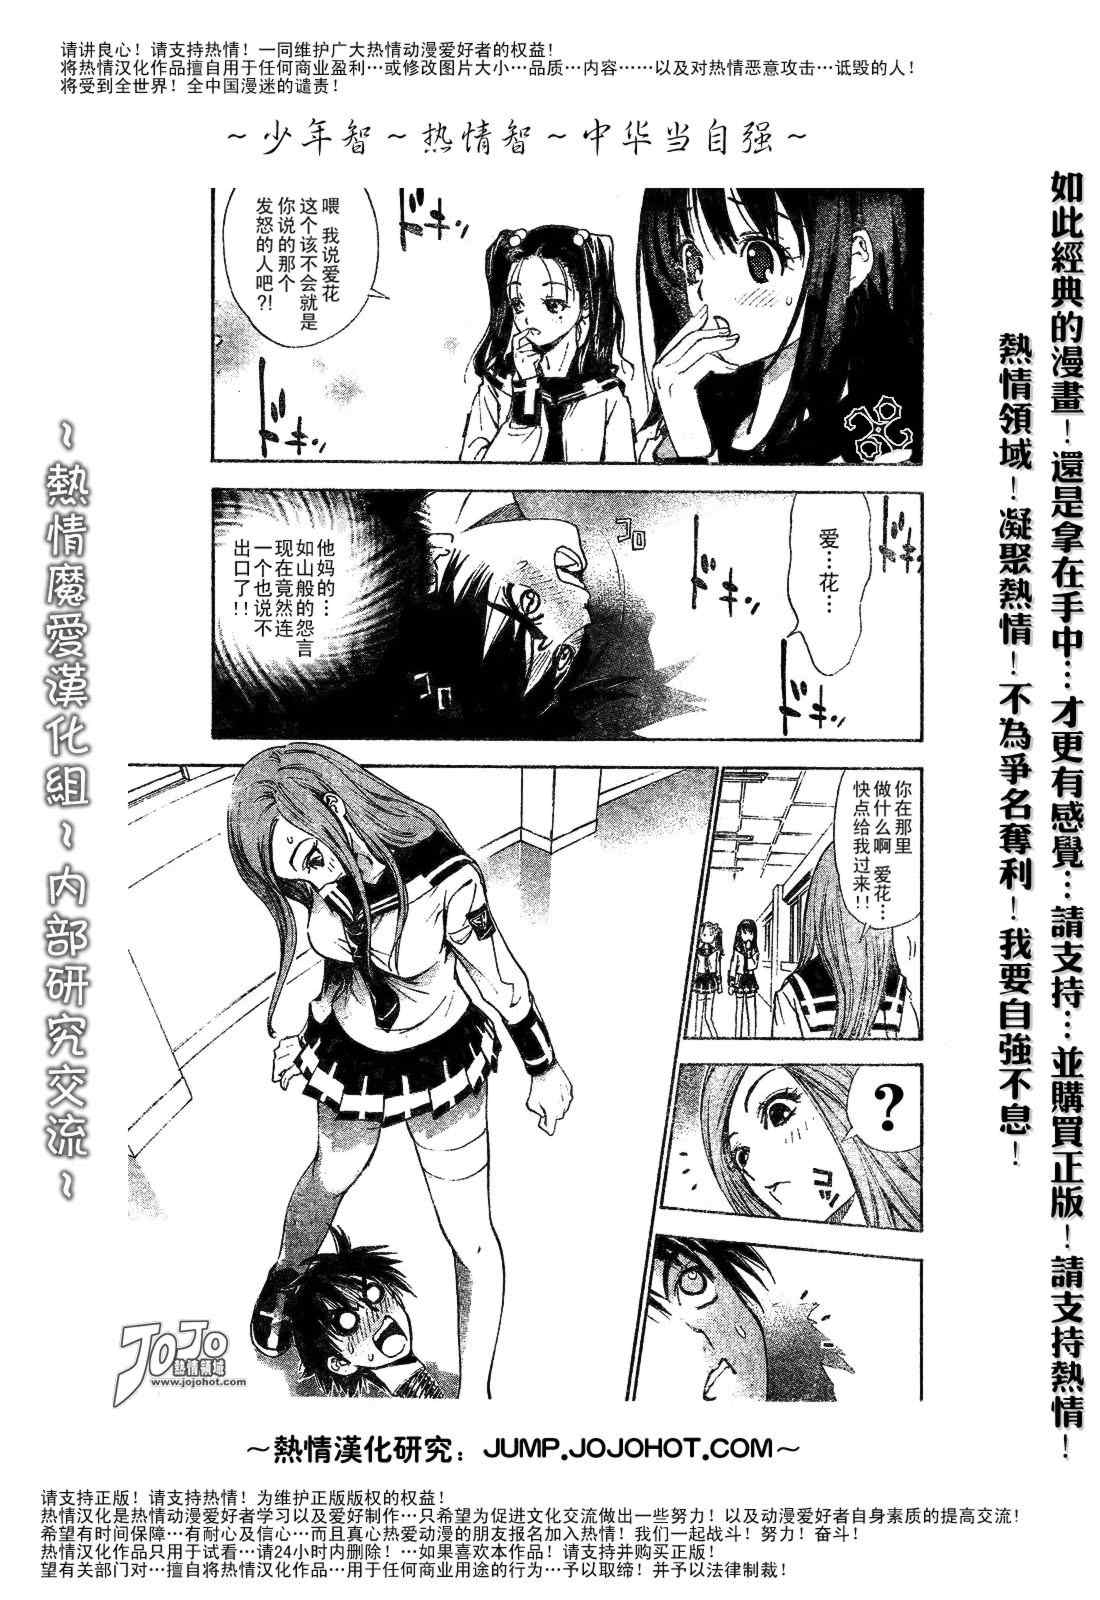 请讲良心！请支持热情！一同维护广大热情动漫爱好者的权益！
将热情汉化作品擅自用于任何商业盈利…或修改图片大小…品质…内容……以及对热情恶意攻击…诋毁的人！
将受到全世界！全中国漫迷的谴责！
～少年智～热情智～中华当自强～
如此經典的漫畫！還是拿在手中…才更有感覺…請支持…並購買正版！請支持熱情！
熱情領域！凝聚熱情！不為爭名奪利！我要自強不息！
～熱情魔愛漢化組～内部研究交流～
喂 我说爱花
这个该不会就是
你说的那个
发怒的人吧?!
ドキッ
ドキッ
爱…
花…
ドキッ
ドキッ
ゴロ
ゴロ
他妈的…
如山般的怨言
现在竟然连
一个也说不
出口了!!
你在那里
做什么啊 爱花…
快点给我过来!!
?
JOJO
熱情領域
www.jojohot.com
～熱情漢化研究：JUMP.JOJOHOT.COM～
请支持正版！请支持热情！为维护正版版权的权益！
热情汉化是热情动漫爱好者学习以及爱好制作…只希望为促进文化交流做出一些努力！以及动漫爱好者自身素质的提高交流！
希望有时间保障…有耐心及信心…而且真心热爱动漫的朋友报名加入热情！我们一起战斗！努力！奋斗！
热情汉化作品只用于试看…请24小时内删除！…如果喜欢本作品！请支持并购买正版！
望有关部门对…擅自将热情汉化作品…用于任何商业用途的行为…予以取缔！并予以法律制裁！